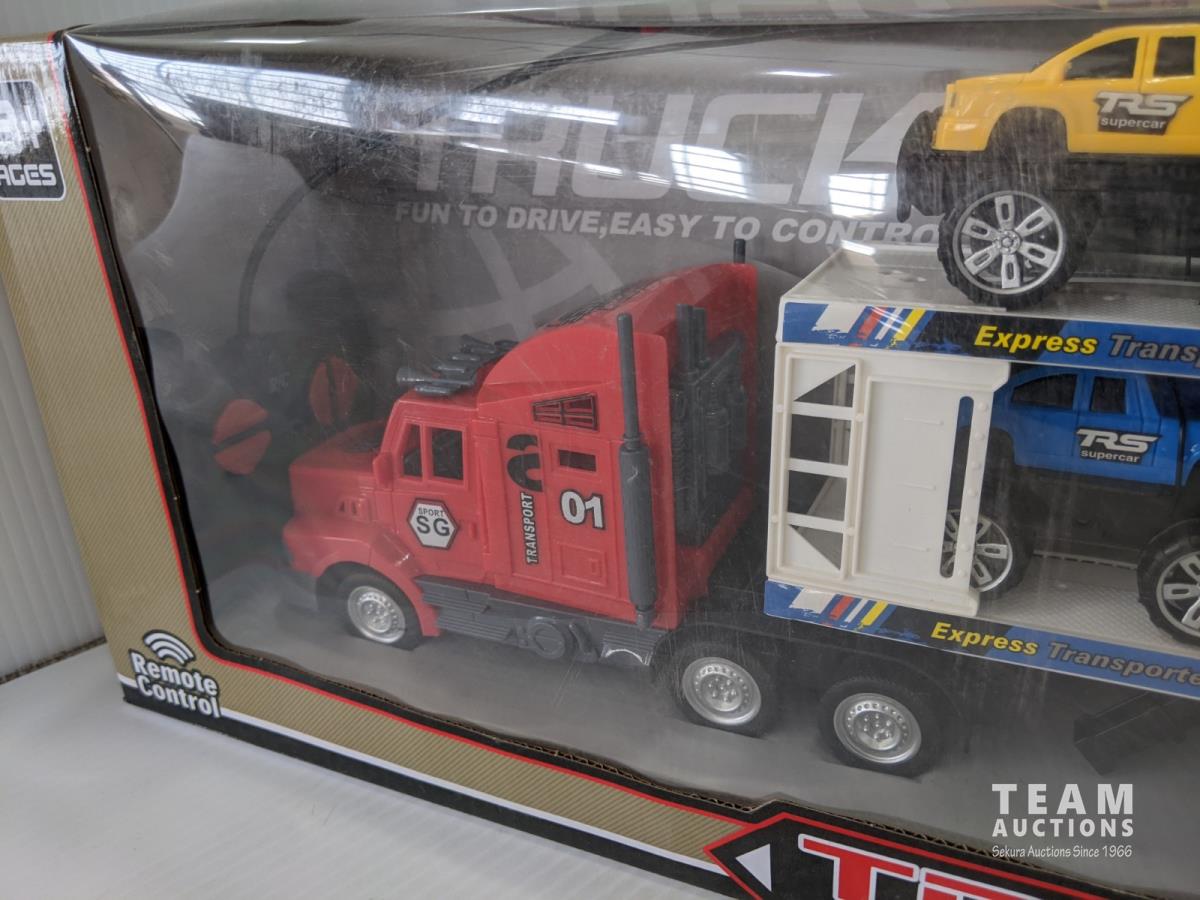 TRUCK
FUN TO DRIVE,EASY TO CONTRO
AGES
TRS
supercar
Express Transp
TRS
supercar
SPORT
SG
TRANSPORT
01
Express Transporte
Remote
Control
TEAM
AUCTIONS
Sekura Auctions Since 1966